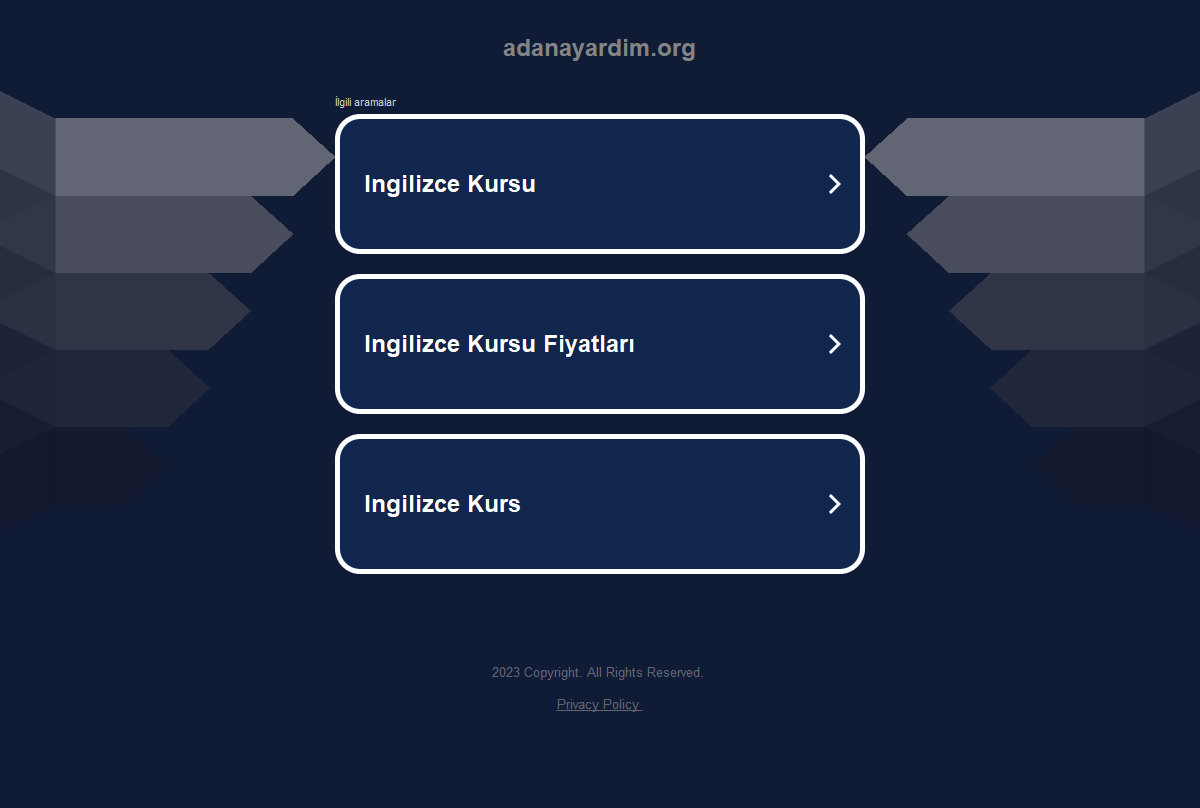 adanayardim.org
İlgili aramalar
Ingilizce Kursu
Ingilizce Kursu Fiyatları
Ingilizce Kurs
2023 Copyright. All Rights Reserved.
Privacy Policy